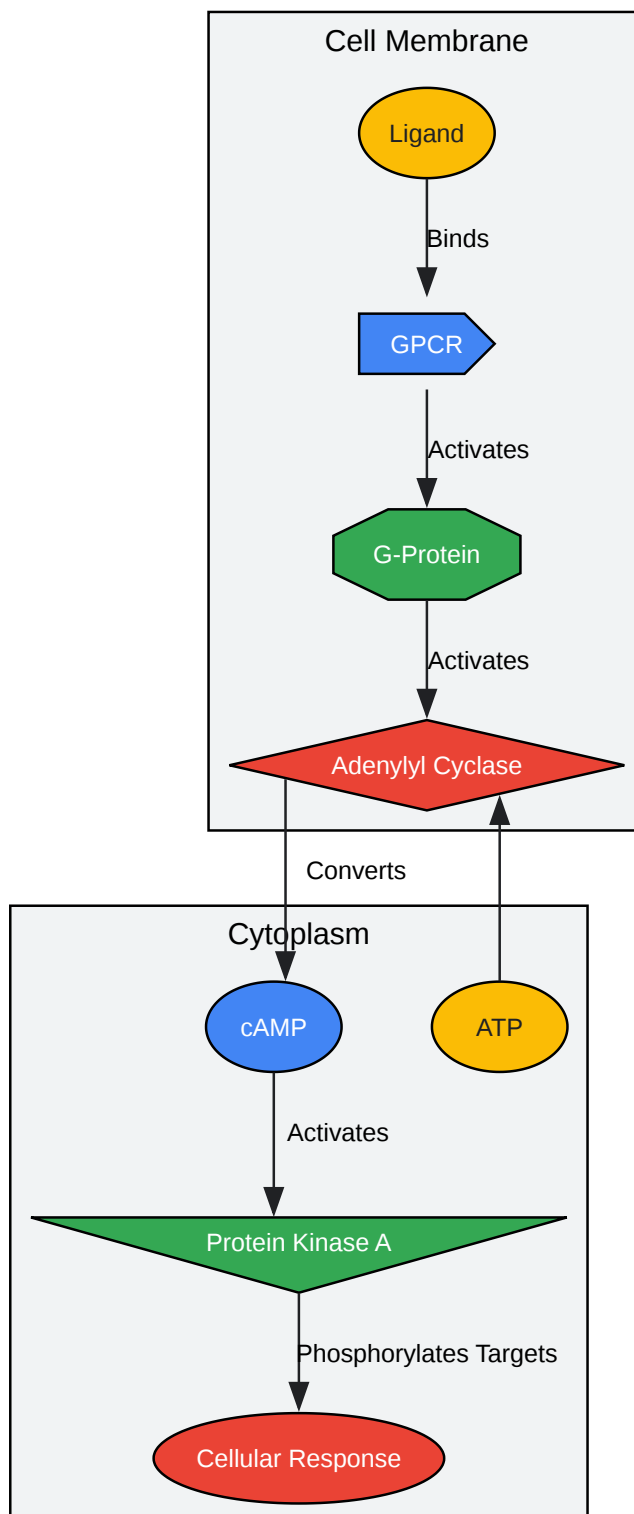 Cell Membrane
Ligand
Binds
GPCR
Activates
G-Protein
Activates
Adenylyl Cyclase
Converts
Cytoplasm
cAMP
ATP
Activates
Protein Kinase A
Phosphorylates Targets
Cellular Response